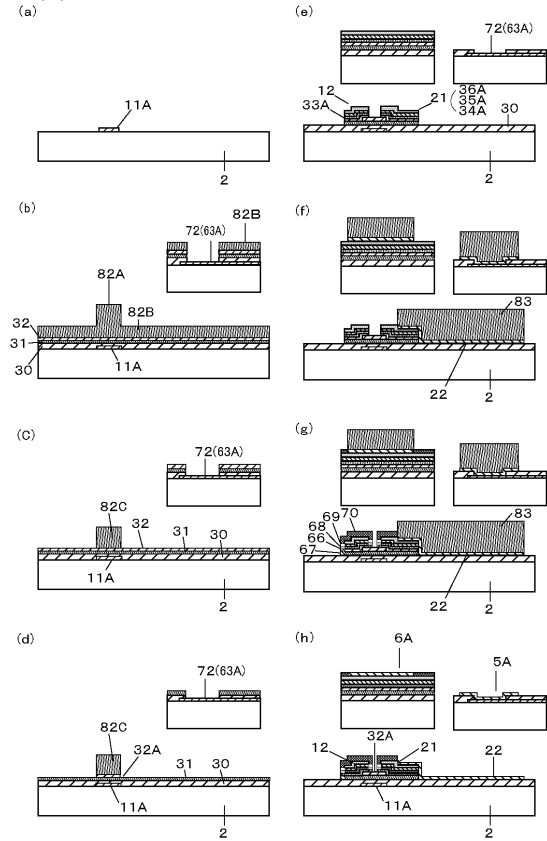 (a)
11A
2
(b)
72(63A)
82B
82A
82B
32
31
30
11A
2
(C)
72(63A)
82C
32
31
30
11A
2
(d)
72(63A)
82C
32A
31
30
11A
2
(e)
72(63A)
12
21
36A
35A
34A
33A
30
2
(f)
83
22
2
(g)
70
69
68
66
67
83
22
2
(h)
6A
5A
12
32A
21
22
11A
2